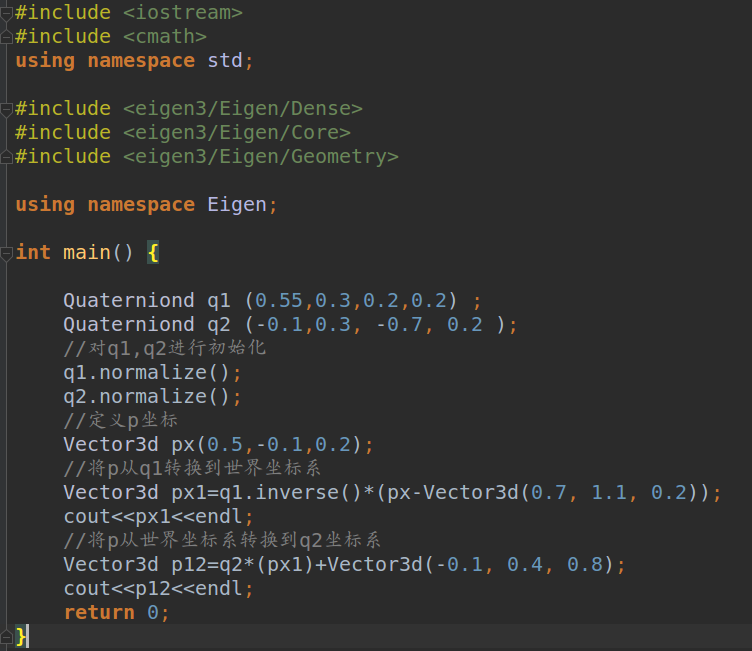 #include <iostream>
#include <cmath>
using namespace std;
#include <eigen3/Eigen/Dense>
#include <eigen3/Eigen/Core>
#include <eigen3/Eigen/Geometry>
using namespace Eigen;
int main() {
Quaterniond q1 (0.55,0.3,0.2,0.2) ;
Quaterniond q2 (-0.1,0.3, -0.7, 0.2 );
//对q1,q2进行初始化
q1.normalize();
q2.normalize();
//定义p坐标
Vector3d px(0.5,-0.1,0.2);
//将p从q1转换到世界坐标系
Vector3d px1=q1.inverse()*(px-Vector3d(0.7, 1.1, 0.2));
cout<<px1<<endl;
//将p从世界坐标系转换到q2坐标系
Vector3d p12=q2*(px1)+Vector3d(-0.1, 0.4, 0.8);
cout<<p12<<endl;
return 0;
}